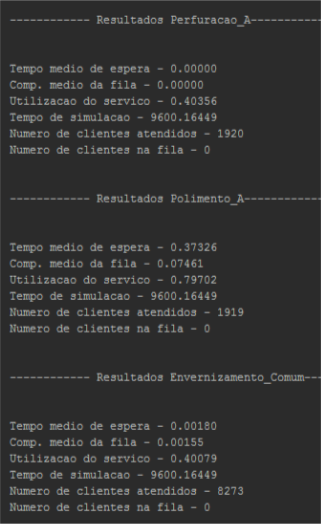 ------------ Resultados Perfuracao_A-----------
Tempo medio de espera - 0.00000
Comp. medio da fila - 0.00000
Utilizacao do servico - 0.40356
Tempo de simulacao - 9600.16449
Numero de clientes atendidos - 1920
Numero de clientes na fila - 0
------------ Resultados Polimento_A------------
Tempo medio de espera - 0.37326
Comp. medio da fila - 0.07461
Utilizacao do servico - 0.79702
Tempo de simulacao - 9600.16449
Numero de clientes atendidos - 1919
Numero de clientes na fila - 0
------------ Resultados Envernizamento_Comum---
Tempo medio de espera - 0.00180
Comp. medio da fila - 0.00155
Utilizacao do servico - 0.40079
Tempo de simulacao - 9600.16449
Numero de clientes atendidos - 8273
Numero de clientes na fila - 0